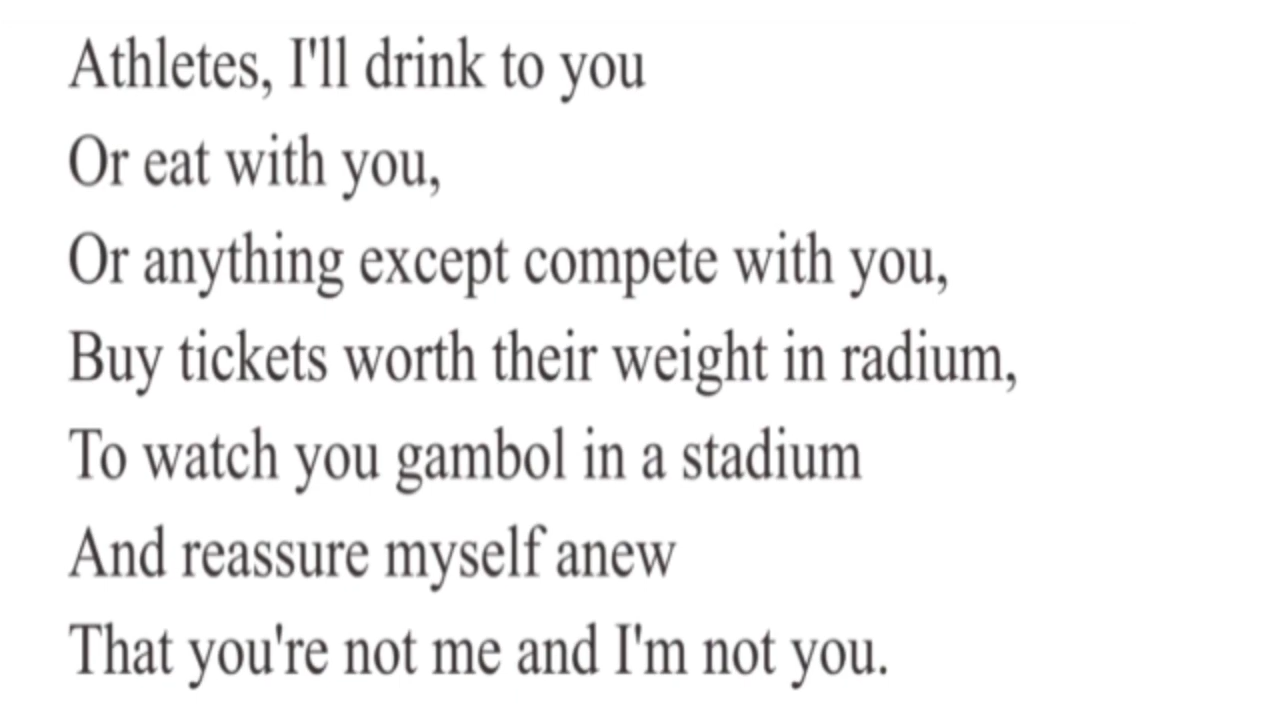 Athletes, I'll drink to you
Or eat with you,
Or anything except compete with you,
Buy tickets worth their weight in radium,
To watch you gambol in a stadium
And reassure myself anew
That you're not me and I'm not you.